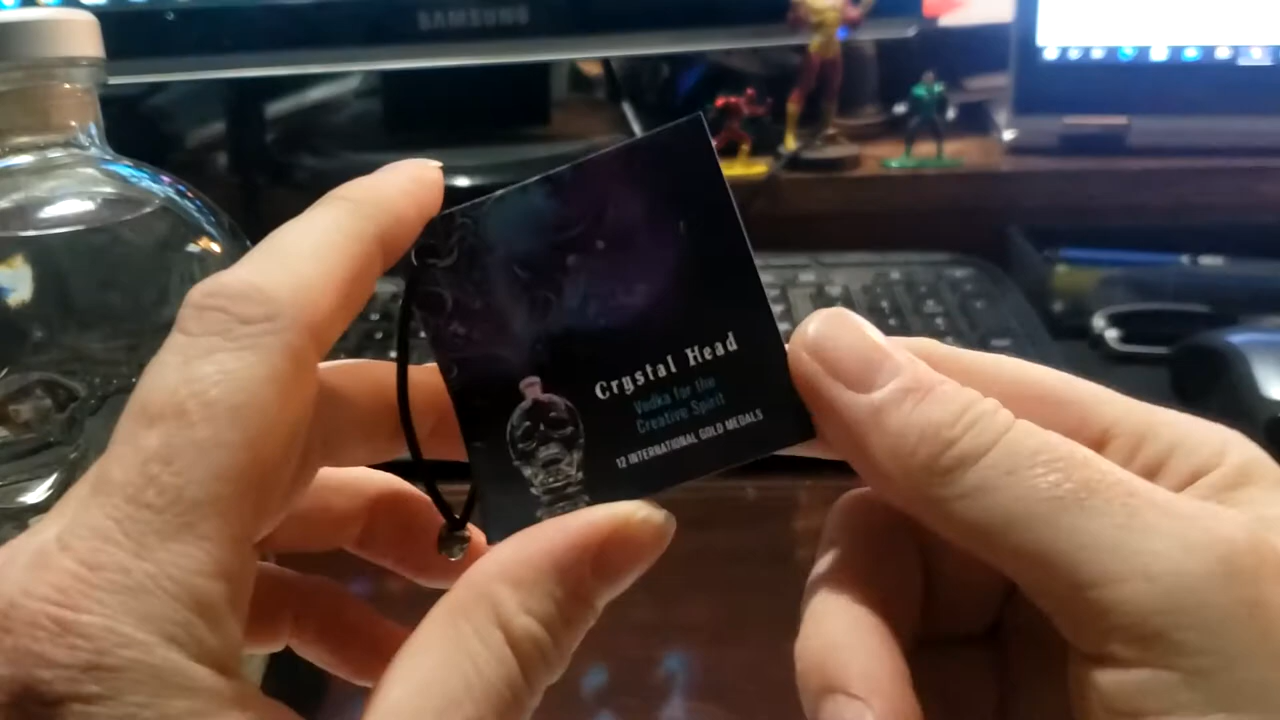 SAMSUNG
Crystal Head
Vodka for the
Creative Spirit
12 INTERNATIONAL GOLD MEDALS